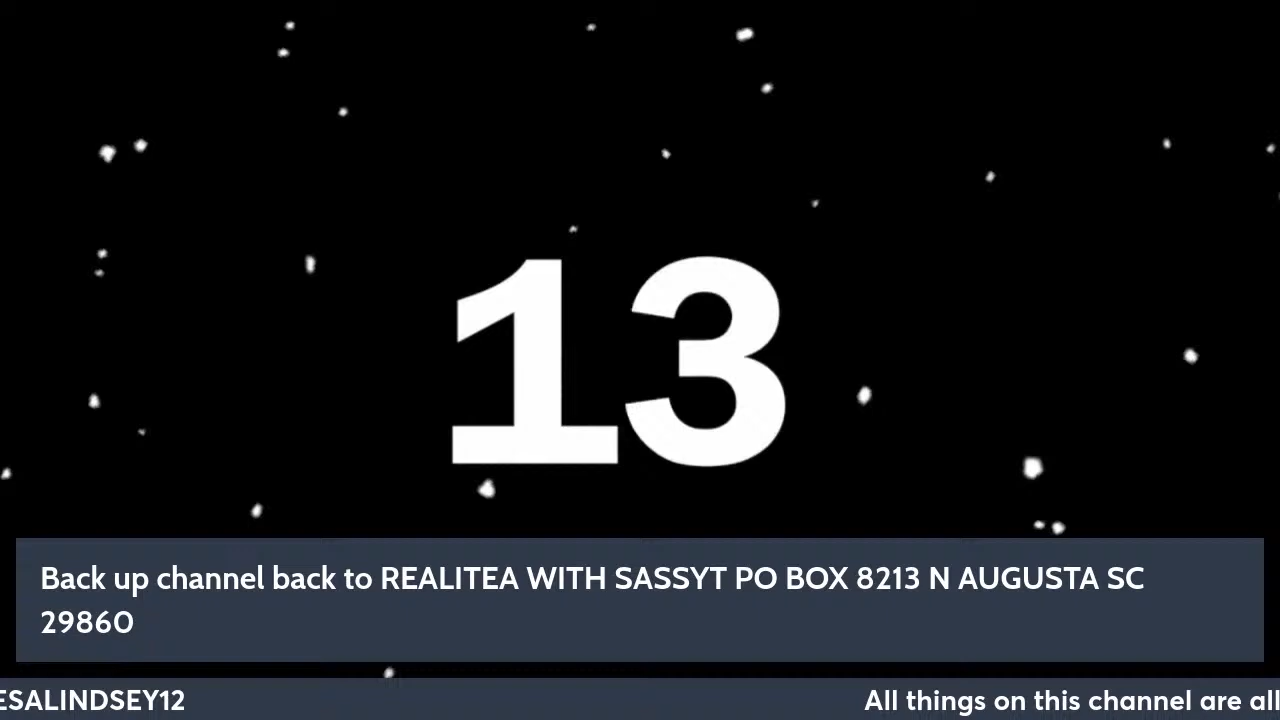 13
Back up channel back to REALITEA WITH SASSYT PO BOX 8213 N AUGUSTA SC
29860
ESALINDSEY12 All things on this channel are all